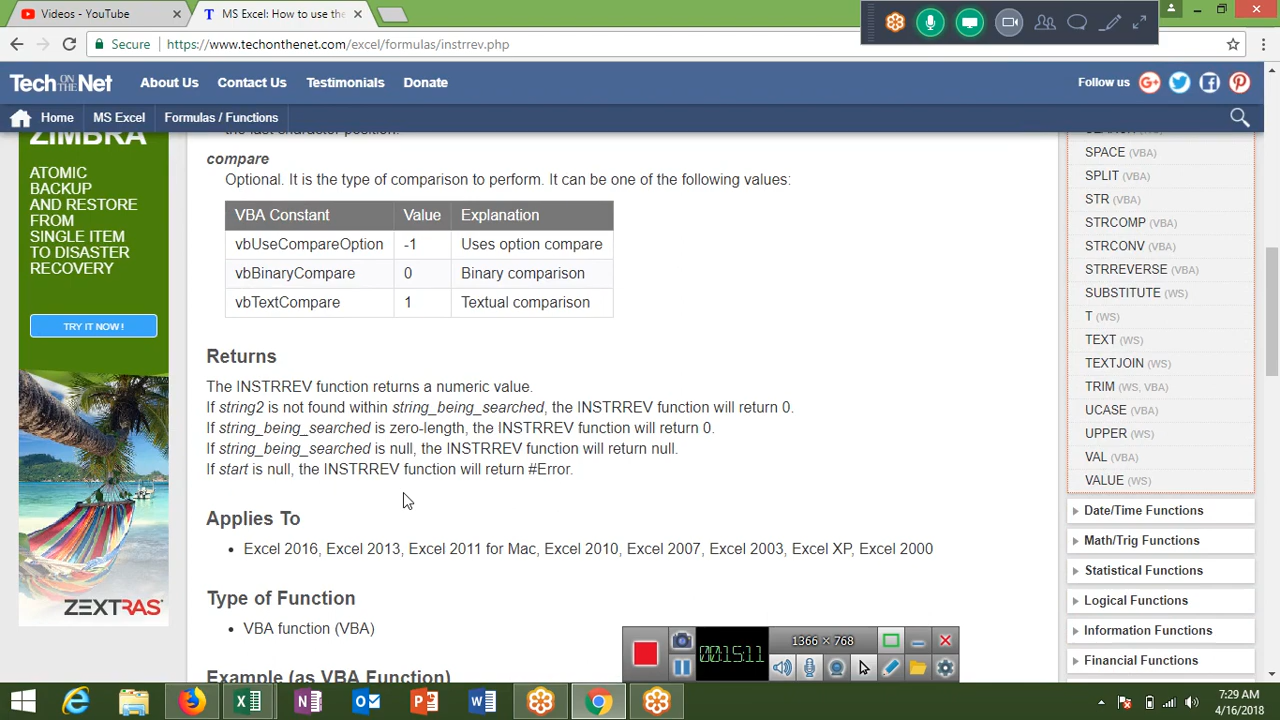 Videos - YouTube
MS Excel: How to use the
Secure
https://www.techonthenet.com/excel/formulas/instrrev.php
Tech ON THE Net
About Us
Contact Us
Testimonials
Donate
Follow us
Home
MS Excel
Formulas / Functions
the last character position.
ZIMBRA
ATOMIC
BACKUP
AND RESTORE
FROM
SINGLE ITEM
TO DISASTER
RECOVERY
TRY IT NOW!
ZEXTRAS
compare
Optional. It is the type of comparison to perform. It can be one of the following values:
VBA Constant Value Explanation
vbUseCompareOption -1 Uses option compare
vbBinaryCompare 0 Binary comparison
vbTextCompare 1 Textual comparison
Returns
The INSTRREV function returns a numeric value.
If string2 is not found within string_being_searched, the INSTRREV function will return 0.
If string_being_searched is zero-length, the INSTRREV function will return 0.
If string_being_searched is null, the INSTRREV function will return null.
If start is null, the INSTRREV function will return #Error.
Applies To
• Excel 2016, Excel 2013, Excel 2011 for Mac, Excel 2010, Excel 2007, Excel 2003, Excel XP, Excel 2000
Type of Function
• VBA function (VBA)
Example (as VBA Function)
SEARCH (WS)
SPACE (VBA)
SPLIT (VBA)
STR (VBA)
STRCOMP (VBA)
STRCONV (VBA)
STRREVERSE (VBA)
SUBSTITUTE (WS)
T (WS)
TEXT (WS)
TEXTJOIN (WS)
TRIM (WS, VBA)
UCASE (VBA)
UPPER (WS)
VAL (VBA)
VALUE (WS)
Date/Time Functions
Math/Trig Functions
Statistical Functions
Logical Functions
Information Functions
Financial Functions
00:15:11
1366 × 768
7:29 AM
4/16/2018